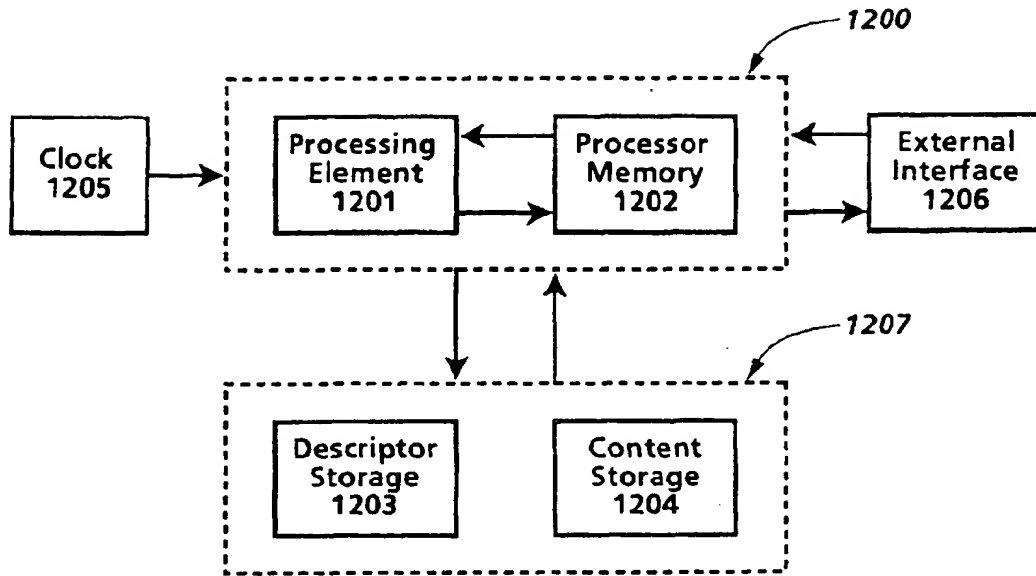 1200
Clock
1205
Processing
Element
1201
Processor
Memory
1202
External
Interface
1206
1207
Descriptor
Storage
1203
Content
Storage
1204